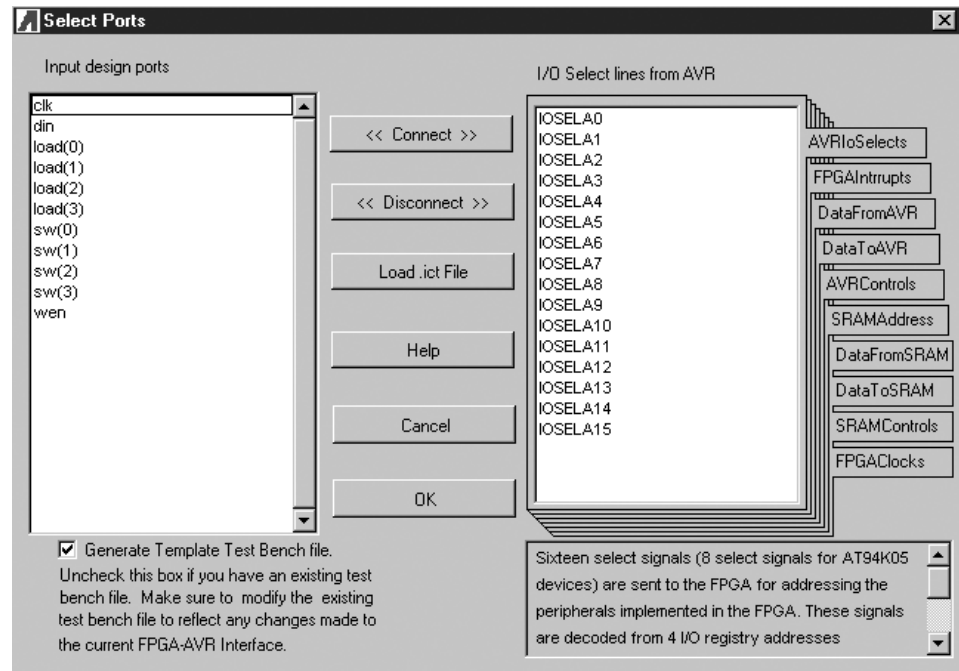 Select Ports
Input design ports
clk
din
load(0)
load(1)
load(2)
load(3)
sw(0)
sw(1)
sw(2)
sw(3)
wen
<< Connect >>
<< Disconnect >>
Load .ict File
Help
Cancel
OK
I/O Select lines from AVR
IOSELA0
IOSELA1
IOSELA2
IOSELA3
IOSELA4
IOSELA5
IOSELA6
IOSELA7
IOSELA8
IOSELA9
IOSELA10
IOSELA11
IOSELA12
IOSELA13
IOSELA14
IOSELA15
AVRIoSelects
FPGAIntrrupts
DataFromAVR
DataToAVR
AVRControls
SRAMAddress
DataFromSRAM
DataToSRAM
SRAMControls
FPGAClocks
Generate Template Test Bench file.
Uncheck this box if you have an existing test
bench file. Make sure to modify the existing
test bench file to reflect any changes made to
the current FPGA-AVR Interface.
Sixteen select signals (8 select signals for AT94K05
devices) are sent to the FPGA for addressing the
peripherals implemented in the FPGA. These signals
are decoded from 4 I/O registry addresses